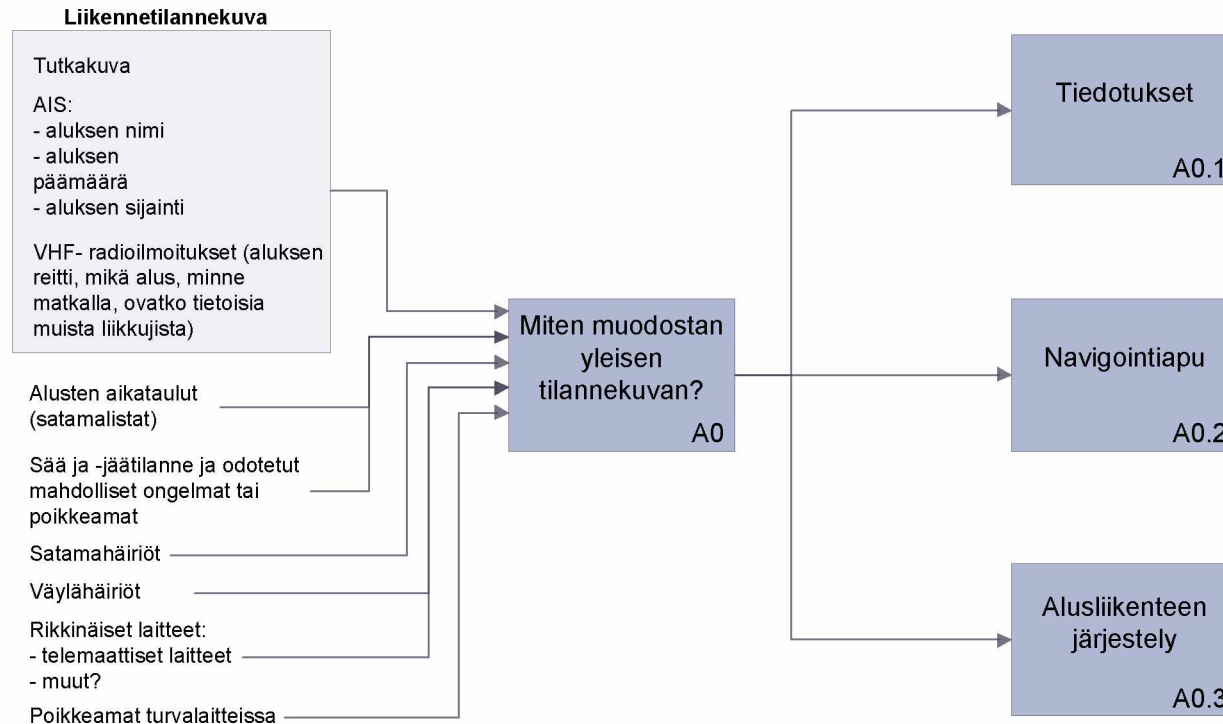 Liikennetilannekuva
Tutkakuva
AIS:
- aluksen nimi
- aluksen
päämäärä
- aluksen sijainti
VHF- radioilmoitukset (aluksen
reitti, mikä alus, minne
matkalla, ovatko tietoisia
muista liikkujista)
Alusten aikataulut
(satamalistat)
Sää ja -jäätilanne ja odotetut
mahdolliset ongelmat tai
poikkeamat
Satamahäiriöt
Väylähäiriöt
Rikkinäiset laitteet:
- telemaattiset laitteet
- muut?
Poikkeamat turvalaitteissa
Miten muodostan
yleisen
tilannekuvan?
A0
Tiedotukset
A0.1
Navigointiapu
A0.2
Alusliikenteen
järjestely
A0.3